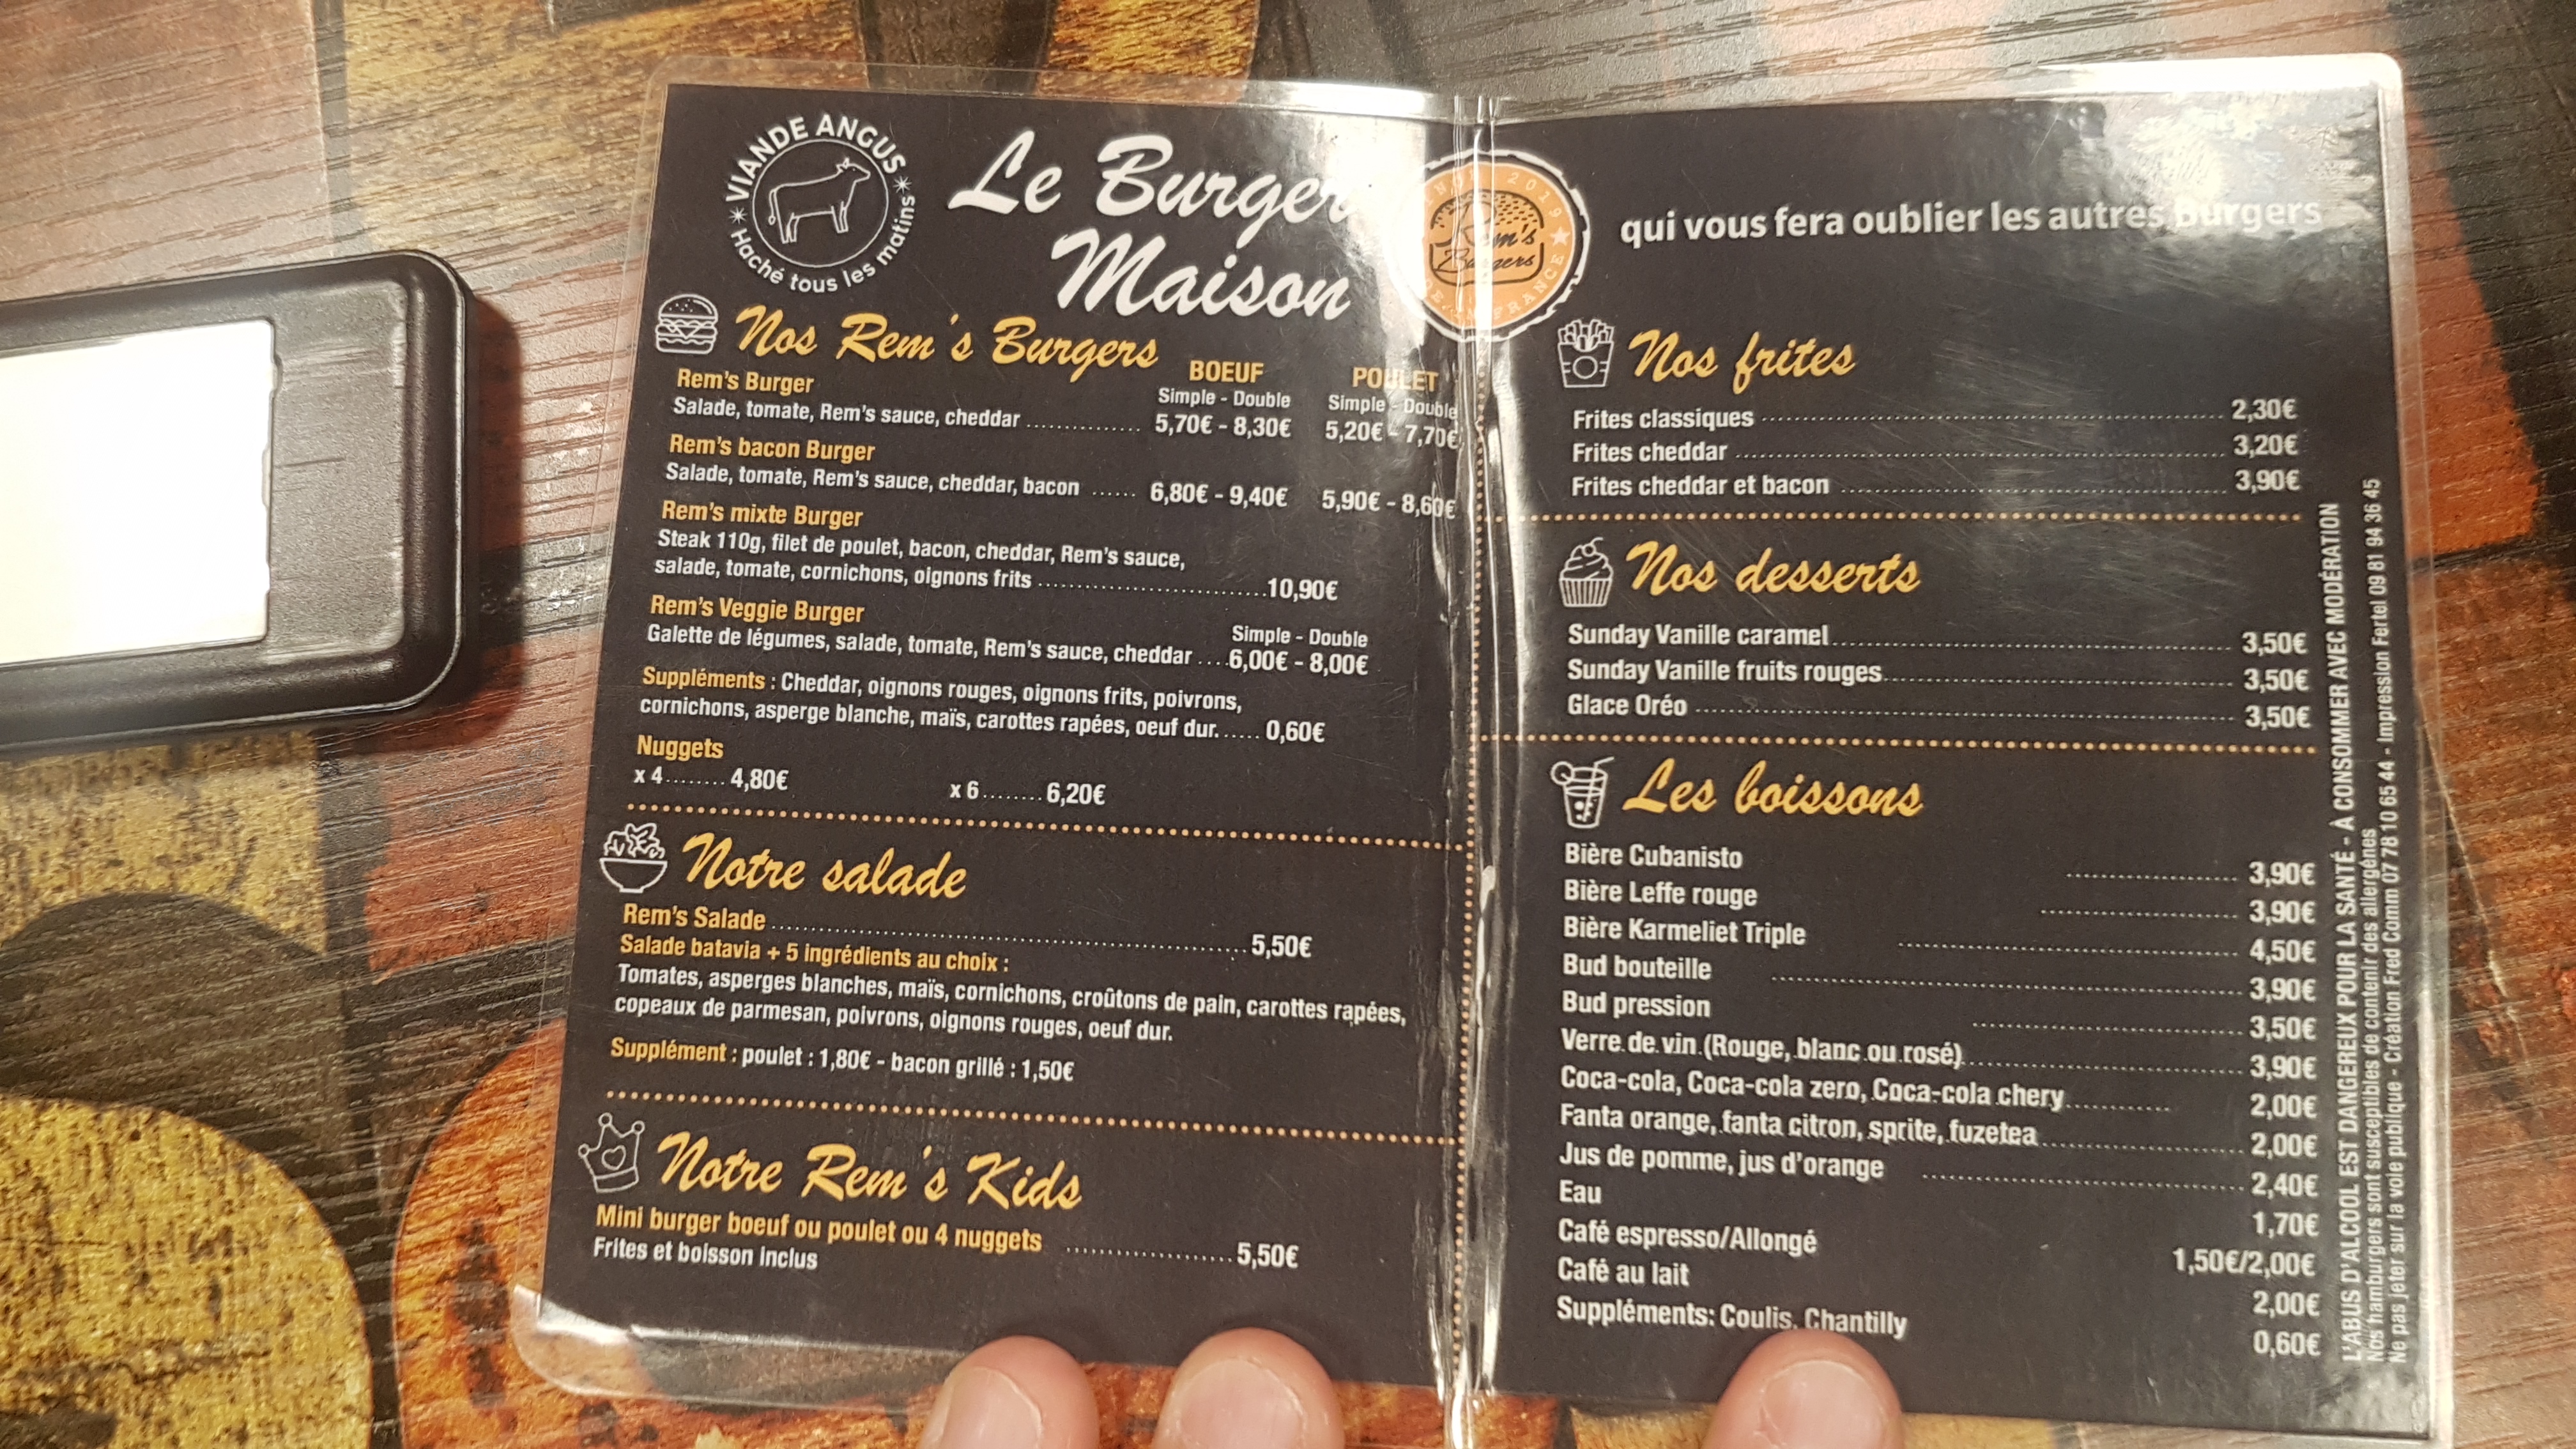 VIANDE ANGUS
Haché tous les matins
Le Burger
Maison
2019
Rem's
Burgers
FRANCE
qui vous fera oublier les autres Burgers
Nos Rem's Burgers
BOEUF POULET
Simple - Double Simple - Double
Rem's Burger
Salade, tomate, Rem's sauce, cheddar ............... 5,70€ - 8,30€ 5,20€ - 7,70€
Rem's bacon Burger
Salade, tomate, Rem's sauce, cheddar, bacon ...... 6,80€ - 9,40€ 5,90€ - 8,60€
Rem's mixte Burger
Steak 110g, filet de poulet, bacon, cheddar, Rem's sauce,
salade, tomate, cornichons, oignons frits ..............................10,90€
Rem's Veggie Burger
Simple - Double
Galette de légumes, salade, tomate, Rem's sauce, cheddar ....6,00€ - 8,00€
Suppléments : Cheddar, oignons rouges, oignons frits, poivrons,
cornichons, asperge blanche, maïs, carottes rapées, oeuf dur. ..... 0,60€
Nuggets
x 4........ 4,80€ x 6........ 6,20€
Notre salade
Rem's Salade ............................................................ 5,50€
Salade batavia + 5 ingrédients au choix :
Tomates, asperges blanches, maïs, cornichons, croûtons de pain, carottes rapées,
copeaux de parmesan, poivrons, oignons rouges, oeuf dur.
Supplément : poulet : 1,80€ - bacon grillé : 1,50€
Notre Rem's Kids
Mini burger boeuf ou poulet ou 4 nuggets ......................5,50€
Frites et boisson inclus
Nos frites
Frites classiques ............................................................ 2,30€
Frites cheddar ............................................................ 3,20€
Frites cheddar et bacon .................................................. 3,90€
Nos desserts
Sunday Vanille caramel.................................................. 3,50€
Sunday Vanille fruits rouges............................................ 3,50€
Glace Oréo ............................................................ 3,50€
Les boissons
Bière Cubanisto ...................... 3,90€
Bière Leffe rouge ......................... 3,90€
Bière Karmeliet Triple ........................................ 4,50€
Bud bouteille ........................................................ 3,90€
Bud pression .................................. 3,50€
Verre de vin (Rouge, blanc ou rosé).................................. 3,90€
Coca-cola, Coca-cola zero, Coca-cola chery............... 2,00€
Fanta orange, fanta citron, sprite, fuzetea......................... 2,00€
Jus de pomme, jus d'orange ........................................ 2,40€
Eau 1,70€
Café espresso/Allongé 1,50€/2,00€
Café au lait 2,00€
Suppléments: Coulis, Chantilly 0,60€
L'ABUS D'ALCOOL EST DANGEREUX POUR LA SANTÉ - À CONSOMMER AVEC MODÉRATION
Nos hamburgers sont susceptibles de contenir des allergènes
Ne pas jeter sur la voie publique - Création Fred Comm 07 78 10 65 44 - Impression Fertel 09 81 94 36 45